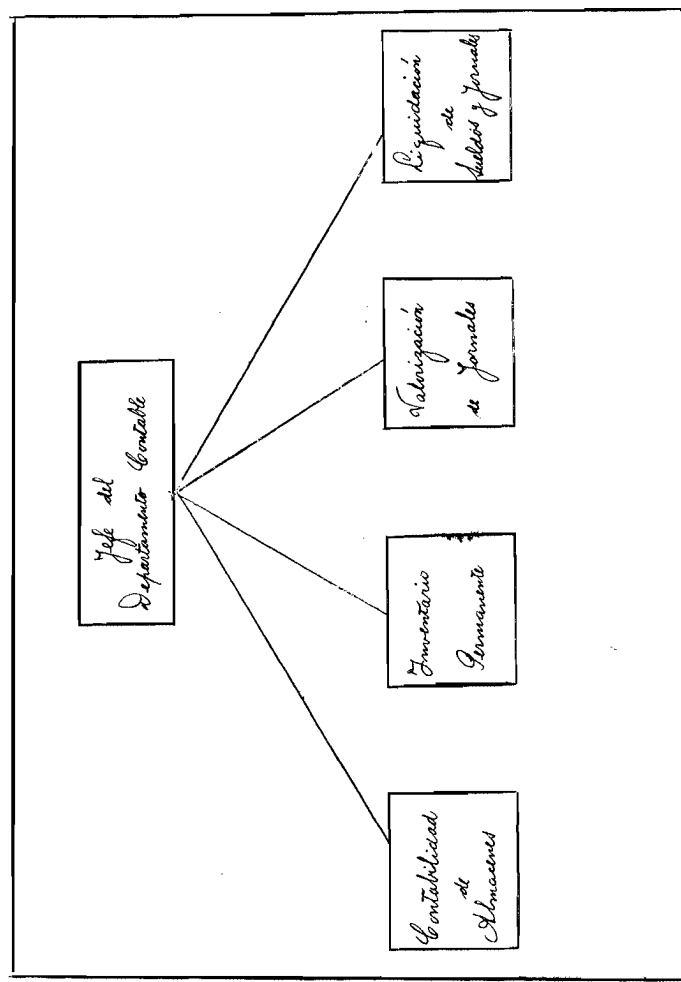 Jefe del
Departamento Contable
Contabilidad
de
Almacenes
Inventario
Permanente
Valorización
de Jornales
Liquidación
de
Sueldos y Jornales